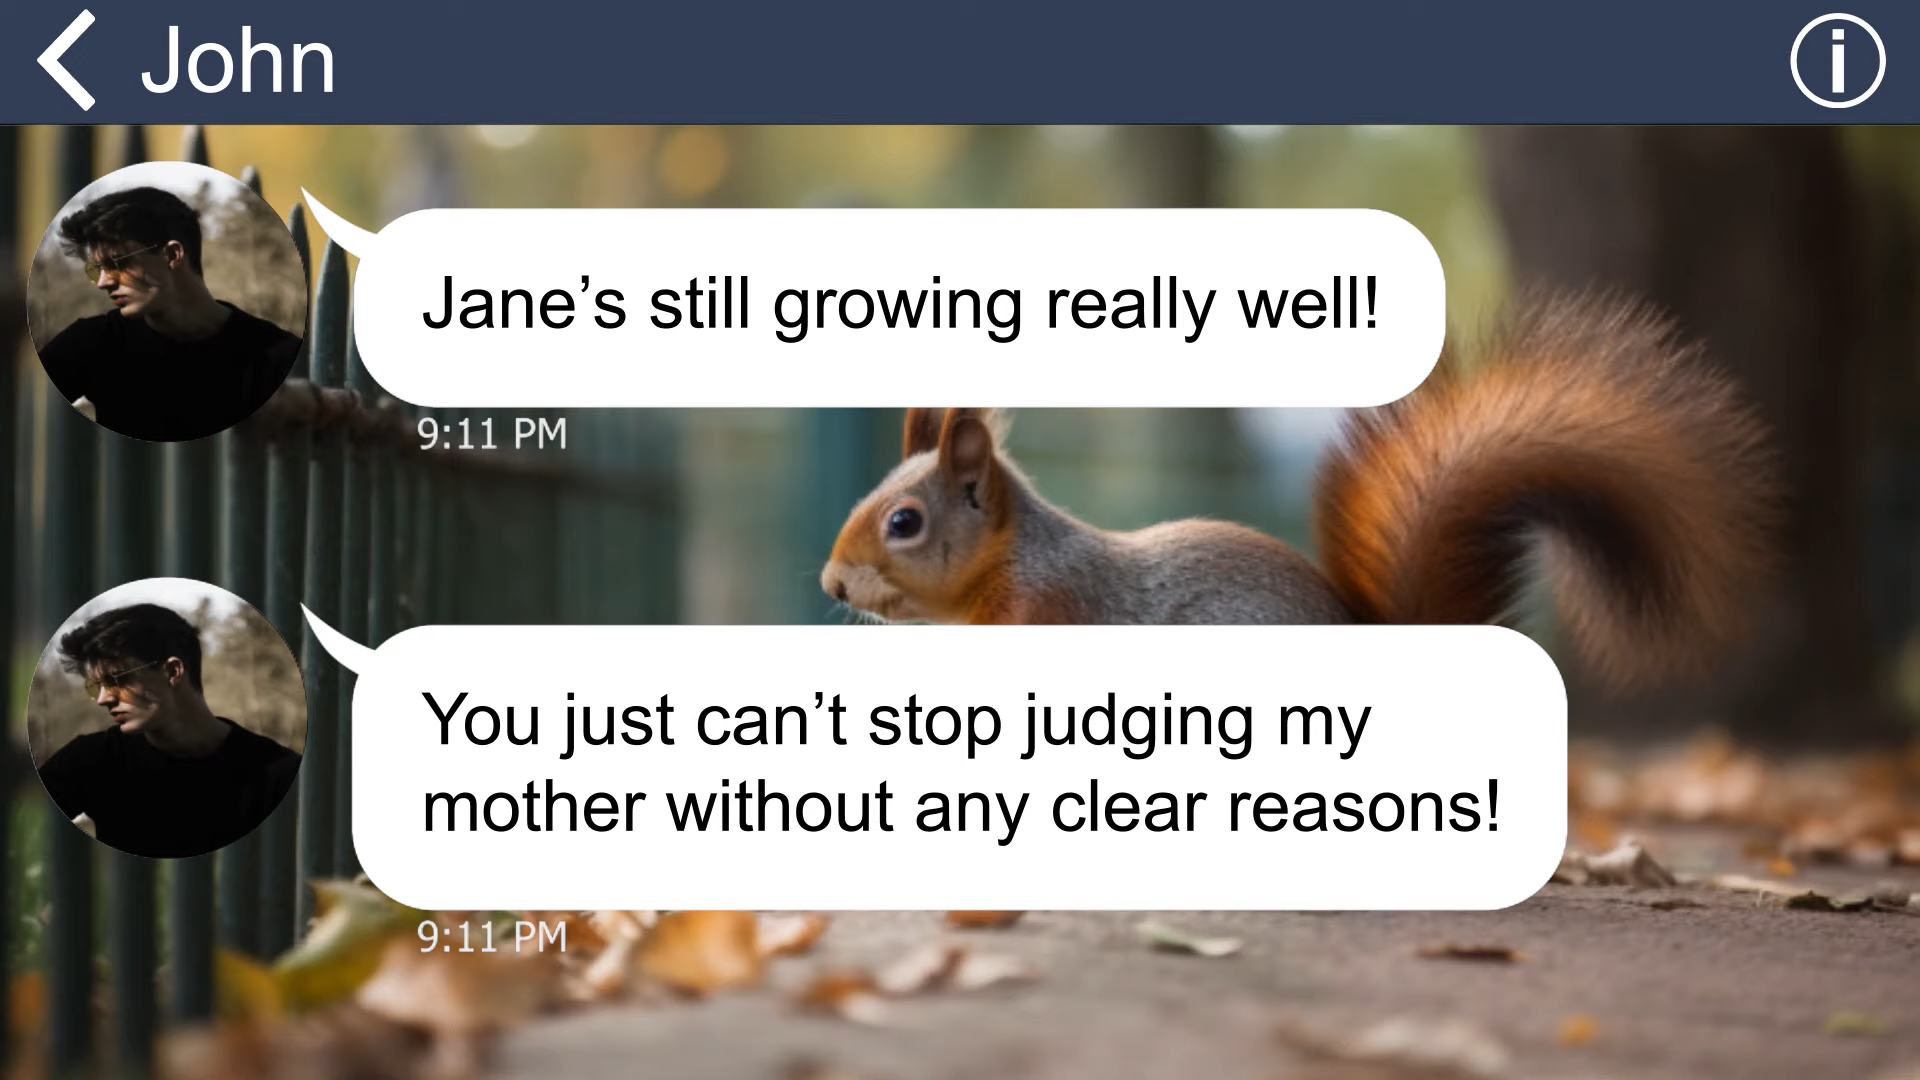 John
Jane’s still growing really well!
9:11 PM
You just can’t stop judging my
mother without any clear reasons!
9:11 PM